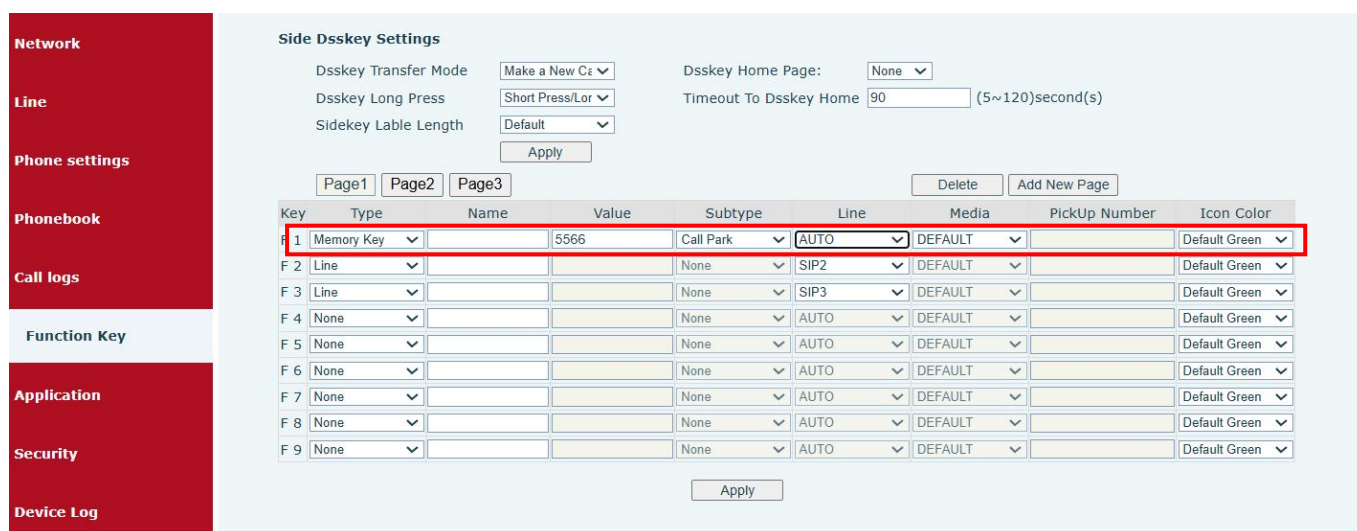 Network
Line
Phone settings
Phonebook
Call logs
Function Key
Application
Security
Device Log
Side Dsskey Settings
Dsskey Transfer Mode Make a New Ca Dsskey Home Page: None
Dsskey Long Press Short Press/Lor Timeout To Dsskey Home 90 (5~120)second(s)
Sidekey Lable Length Default
Apply
Page1 Page2 Page3 Delete Add New Page
Key Type Name Value Subtype Line Media PickUp Number Icon Color
F 1 Memory Key 5566 Call Park AUTO DEFAULT Default Green
F 2 Line None SIP2 DEFAULT Default Green
F 3 Line None SIP3 DEFAULT Default Green
F 4 None None AUTO DEFAULT Default Green
F 5 None None AUTO DEFAULT Default Green
F 6 None None AUTO DEFAULT Default Green
F 7 None None AUTO DEFAULT Default Green
F 8 None None AUTO DEFAULT Default Green
F 9 None None AUTO DEFAULT Default Green
Apply